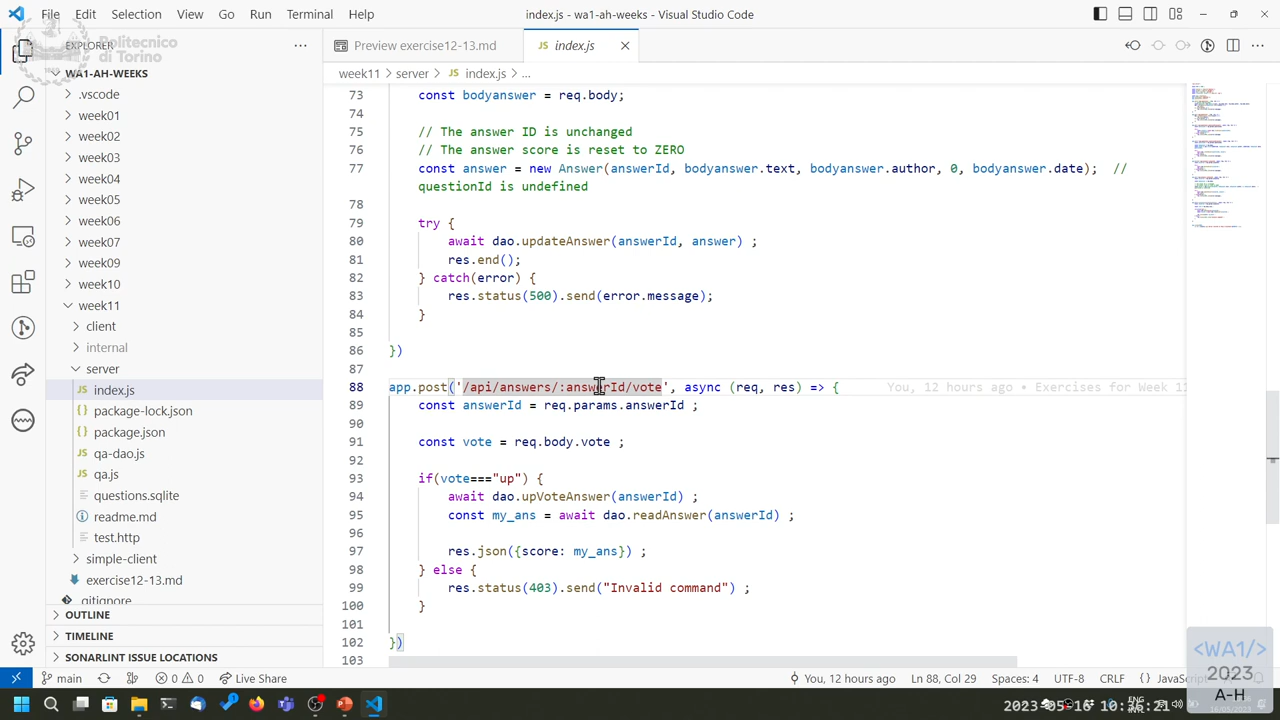 File Edit Selection View Go Run Terminal Help
index.js - wa1-ah-weeks - Visual Studio Code
EXPLORER
Politecnico
di Torino
WA1-AH-WEEKS
.vscode
week01
week02
week03
week04
week06
week07
week09
week10
week11
client
internal
server
index.js
package-lock.json
package.json
qa-dao.js
qa.js
questions.sqlite
readme.md
test.http
simple-client
exercise12-13.md
.gitignore
OUTLINE
TIMELINE
SONARLINT ISSUE LOCATIONS
Preview exercise12-13.md
JS index.js
week11 > server > JS index.js > ...
73 const bodyanswer = req.body;
75 // The answer ID is unchanged
76 // The answer score is reset to ZERO
const answer = new Answer(answerId, bodyanswer.text, bodyanswer.author, 0, bodyanswer.date); //
questionId is undefined
78
try {
80 await dao.updateAnswer(answerId, answer) ;
81 res.end();
82 } catch(error) {
83 res.status(500).send(error.message);
84 }
85
86 })
87
88 app.post('/api/answers/:answerId/vote', async (req, res) => { You, 12 hours ago • Exercises for Week 11
89 const answerId = req.params.answerId ;
90
91 const vote = req.body.vote ;
92
93 if(vote==="up") {
94 await dao.upVoteAnswer(answerId) ;
95 const my_ans = await dao.readAnswer(answerId) ;
96
97 res.json({score: my_ans}) ;
98 } else {
99 res.status(403).send("Invalid command") ;
100 }
101
102 })
103
main 0 0 Live Share You, 12 hours ago Ln 88, Col 29 Spaces: 4 UTF-8 CRLF {} JavaScript
<WA1/>
2023
A-H
ENG